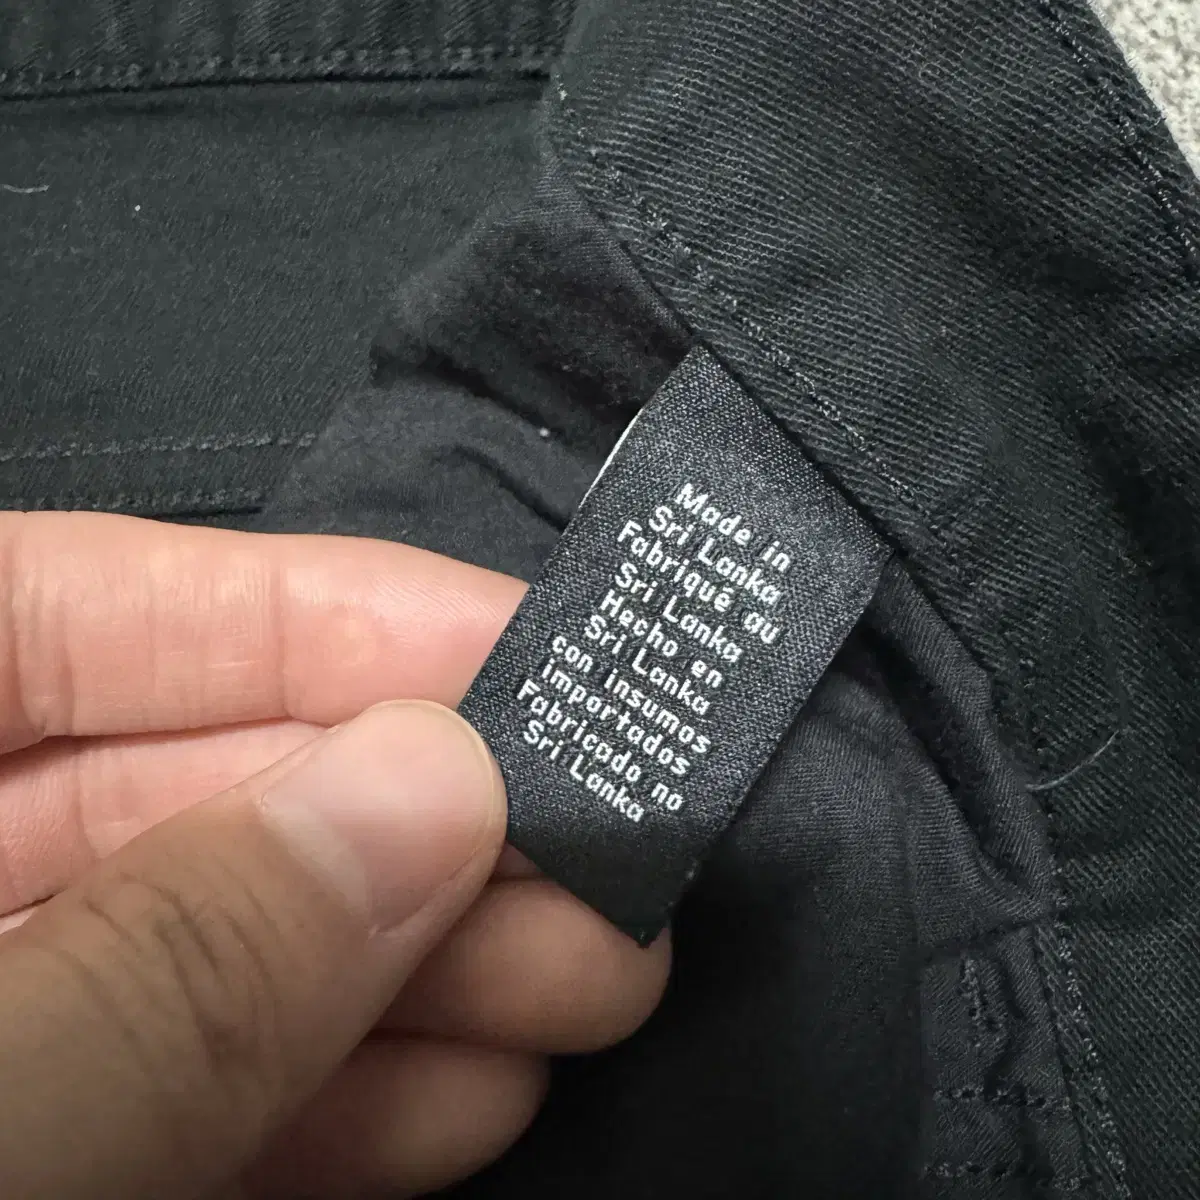 Made in
Sri Lanka
Fabriqué au
Sri Lanka
Hecho en
Sri Lanka
con insumos
importados
Fabricado no
Sri Lanka